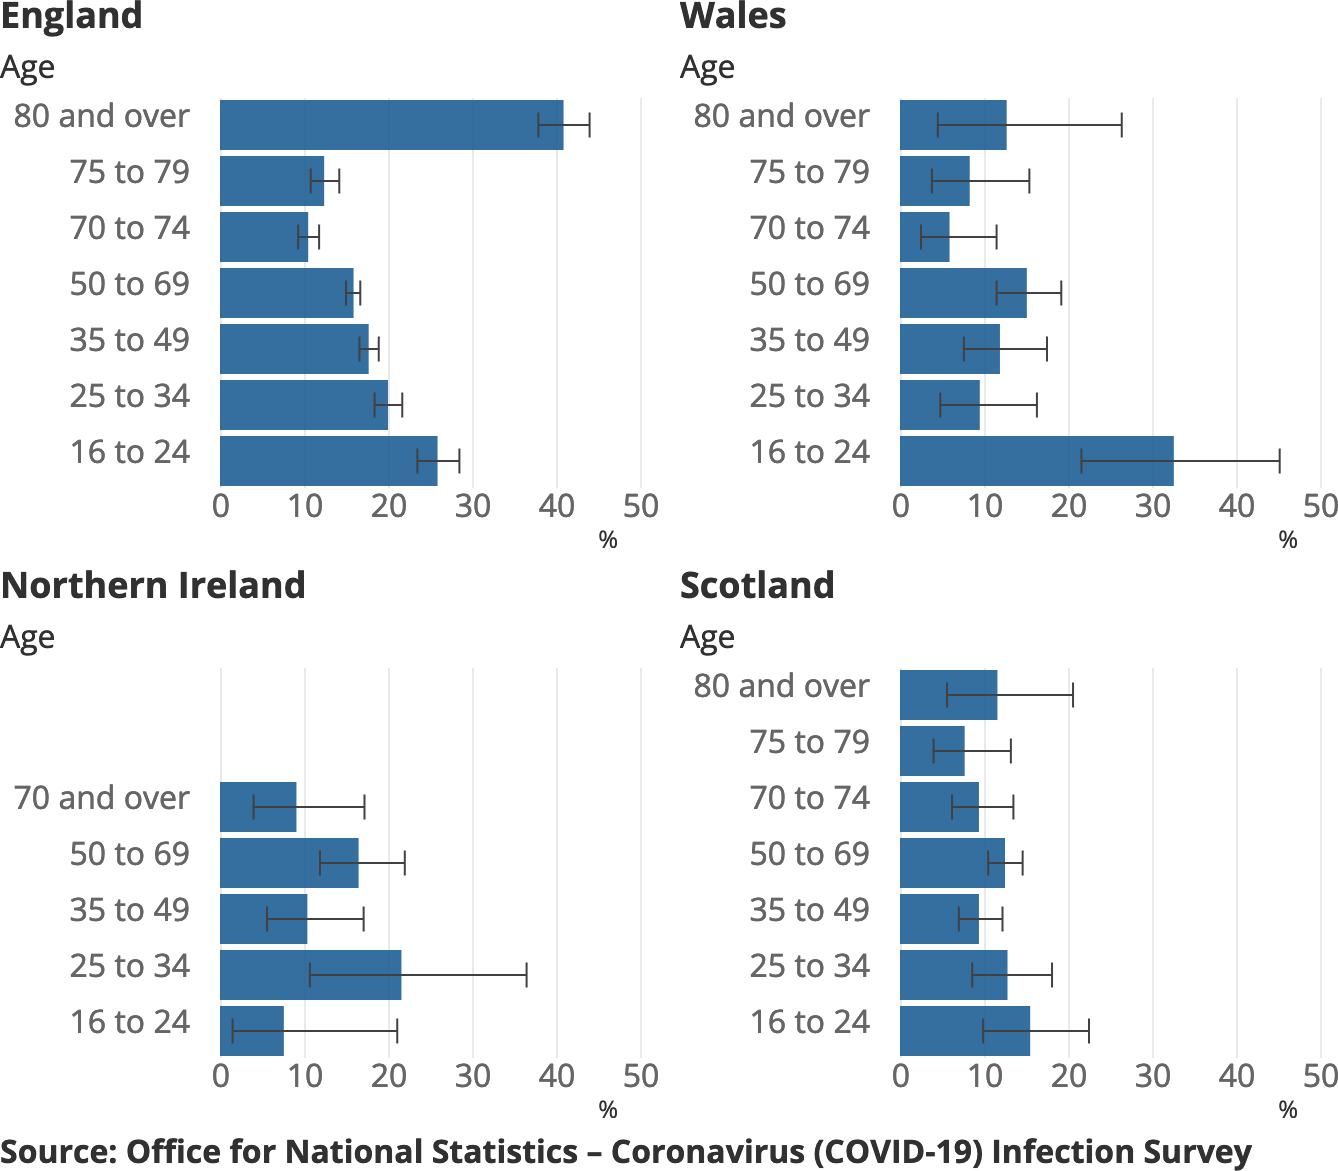 England
Age
80 and over
75 to 79
70 to 74
50 to 69
35 to 49
25 to 34
16 to 24
0 10 20 30 40 50
%
Wales
Age
80 and over
75 to 79
70 to 74
50 to 69
35 to 49
25 to 34
16 to 24
0 10 20 30 40 50
%
Northern Ireland
Age
70 and over
50 to 69
35 to 49
25 to 34
16 to 24
0 10 20 30 40 50
%
Scotland
Age
80 and over
75 to 79
70 to 74
50 to 69
35 to 49
25 to 34
16 to 24
0 10 20 30 40 50
%
Source: Office for National Statistics – Coronavirus (COVID-19) Infection Survey